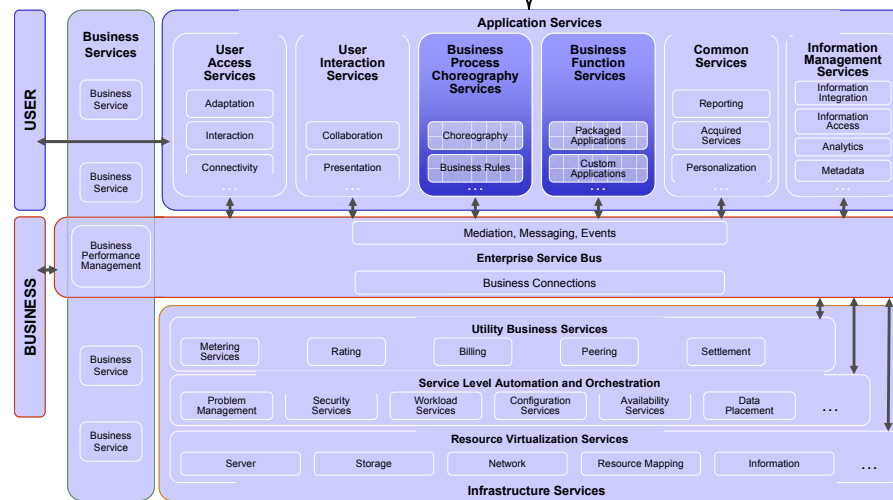 USER
BUSINESS
Business
Services
Business
Service
Business
Service
Business
Performance
Management
Business
Service
Business
Service
Application Services
User
Access
Services
Adaptation
Interaction
Connectivity
...
User
Interaction
Services
Collaboration
Presentation
...
Business
Process
Choreography
Services
Choreography
Business Rules
...
Business
Function
Services
Packaged
Applications
Custom
Applications
...
Common
Services
Reporting
Acquired
Services
Personalization
...
Information
Management
Services
Information
Integration
Information
Access
Analytics
Metadata
...
Mediation, Messaging, Events
Enterprise Service Bus
Business Connections
Utility Business Services
Metering
Services
Rating
Billing
Peering
Settlement
Service Level Automation and Orchestration
Problem
Management
Security
Services
Workload
Services
Configuration
Services
Availability
Services
Data
Placement
...
Resource Virtualization Services
Server
Storage
Network
Resource Mapping
Information
...
Infrastructure Services